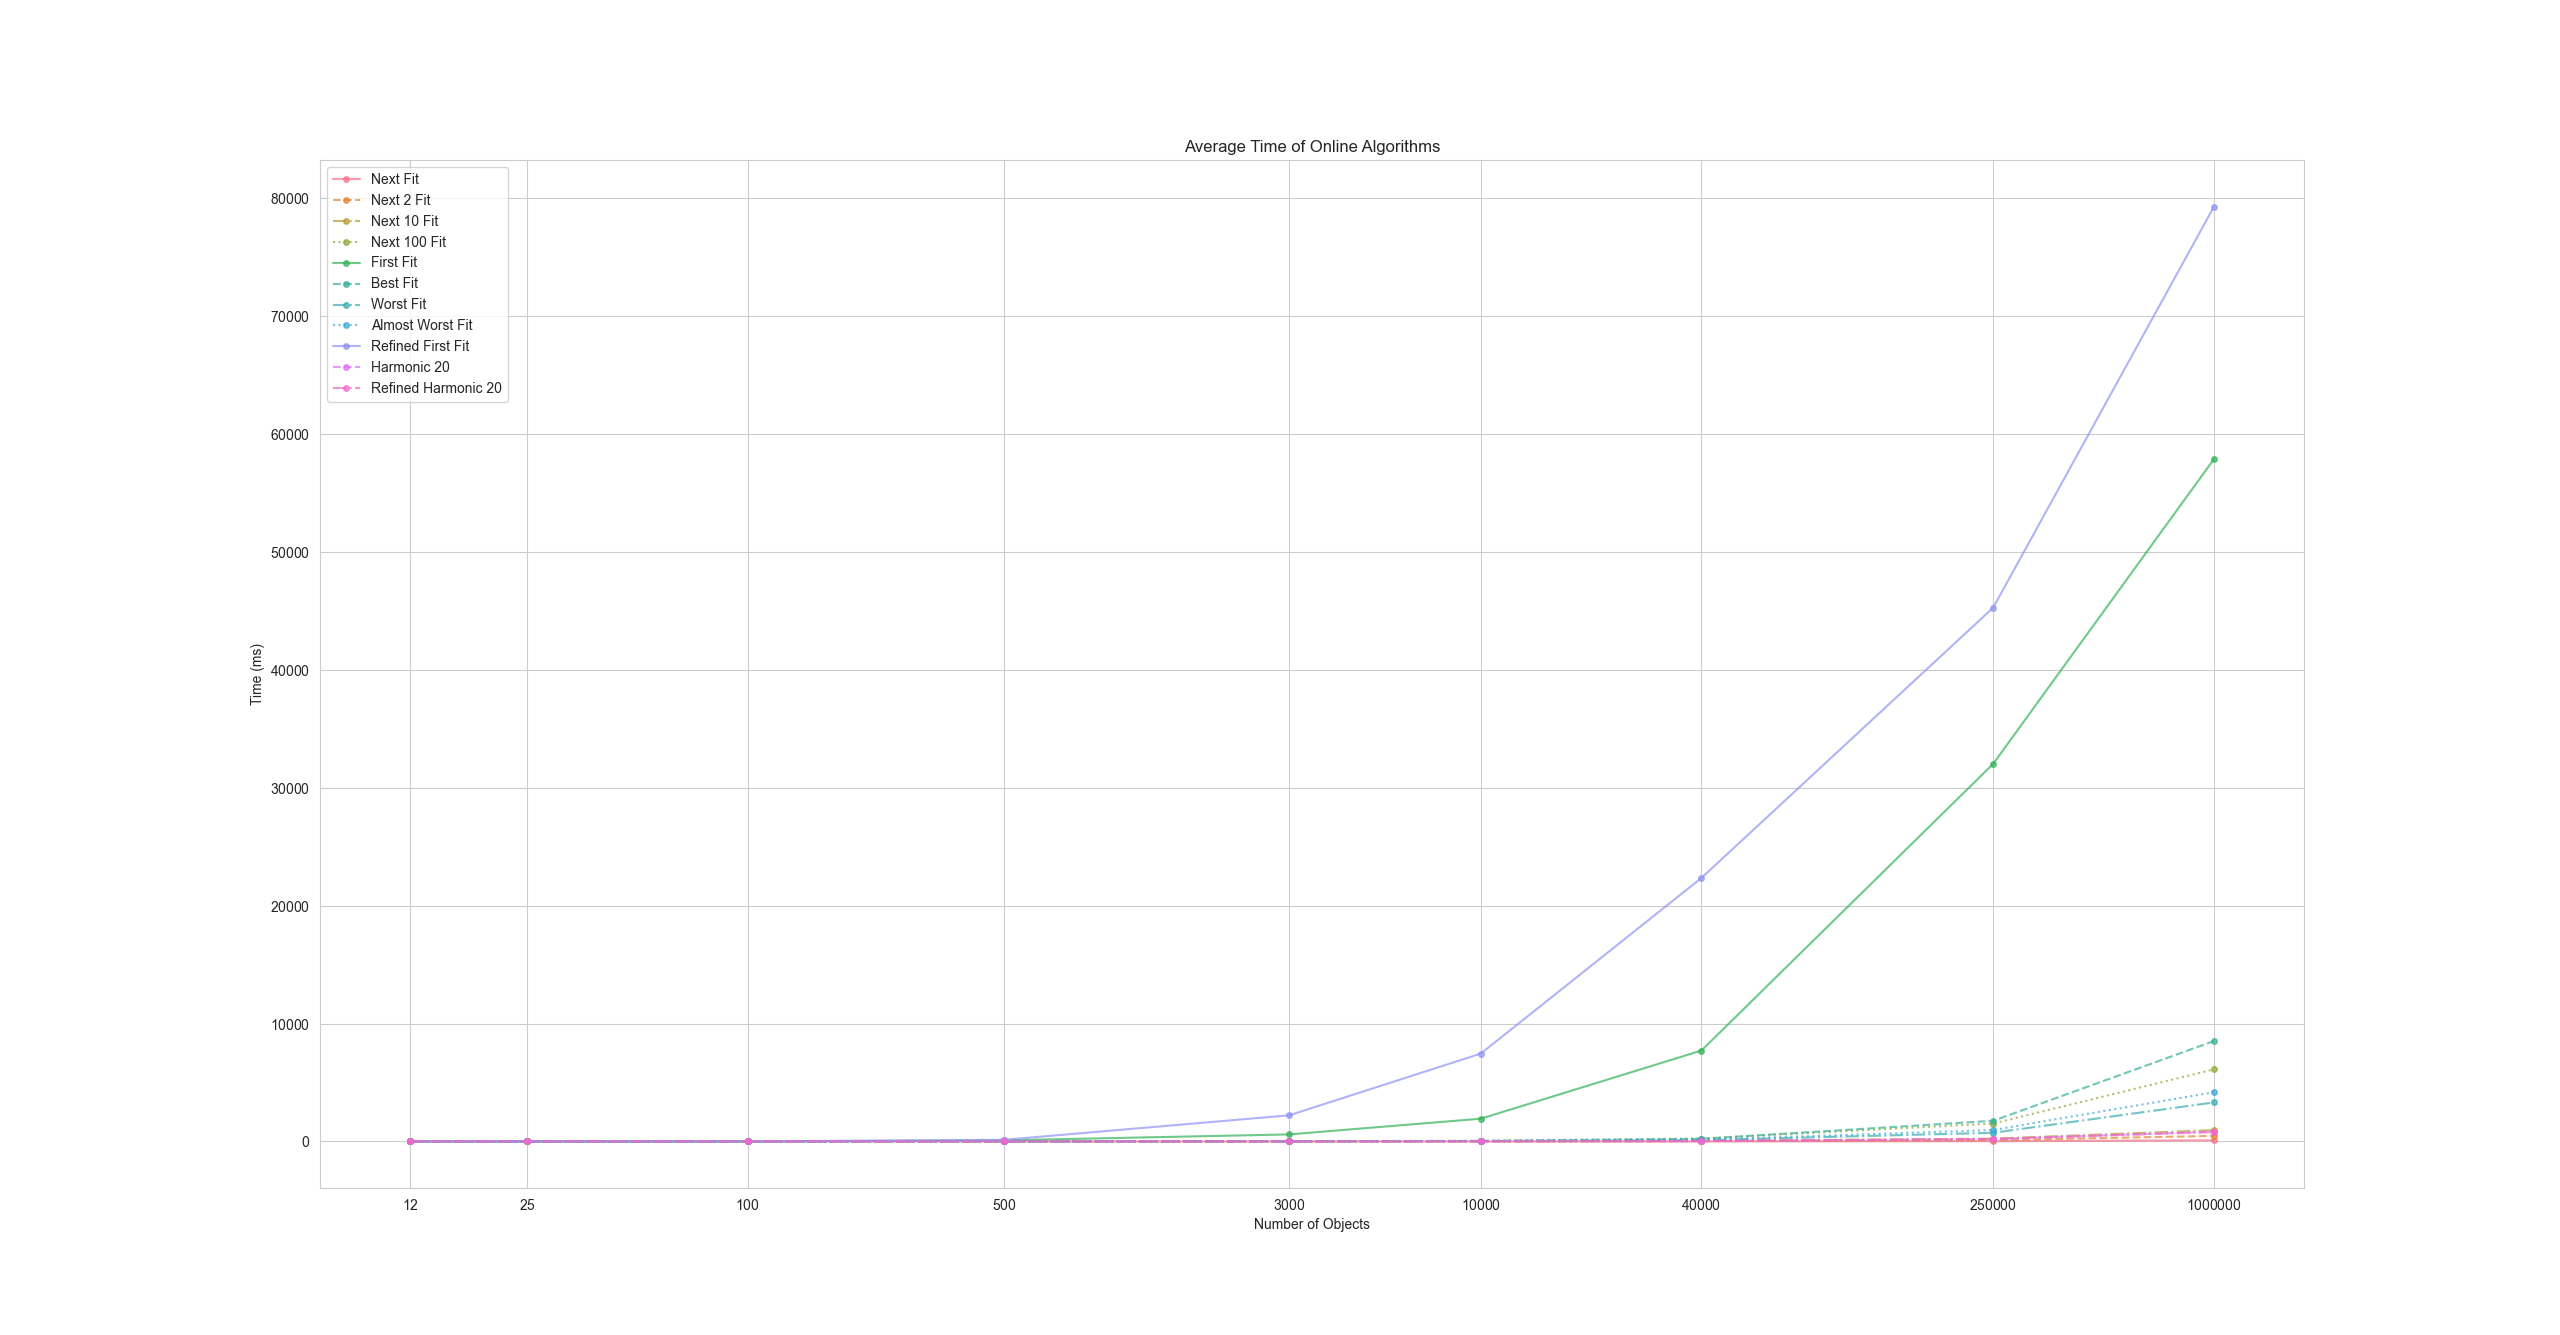 Average Time of Online Algorithms
Next Fit
Next 2 Fit
Next 10 Fit
Next 100 Fit
First Fit
Best Fit
Worst Fit
Almost Worst Fit
Refined First Fit
Harmonic 20
Refined Harmonic 20
80000
70000
60000
50000
40000
30000
20000
10000
0
Time (ms)
12 25 100 500 3000 10000 40000 250000 1000000
Number of Objects